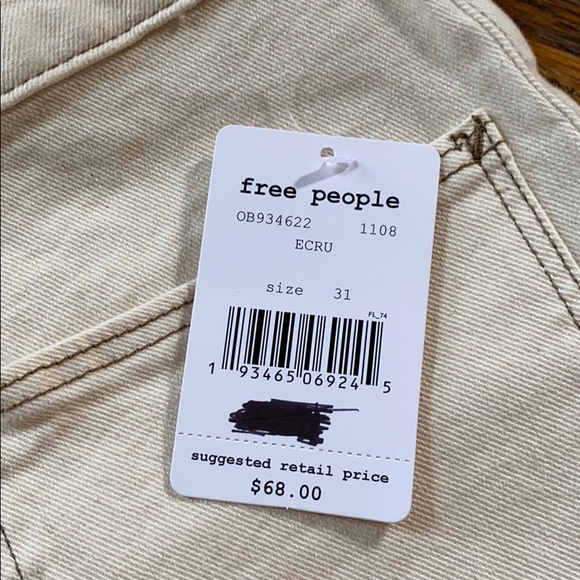 free people
OB934622 1108
ECRU
size 31
FL_74
1 93465 06924 5
suggested retail price
$68.00